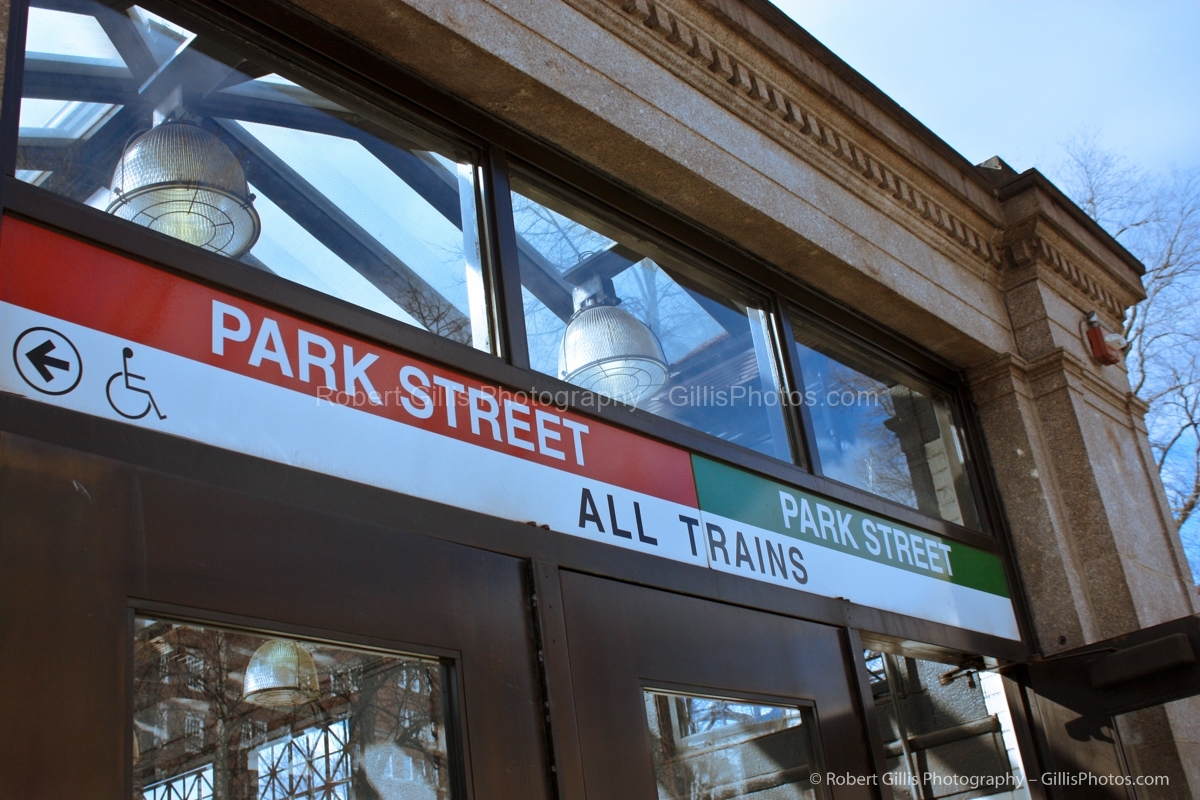 PARK STREET
PARK STREET
ALL TRAINS
Robert Gillis Photography – GillisPhotos.com
© Robert Gillis Photography – GillisPhotos.com